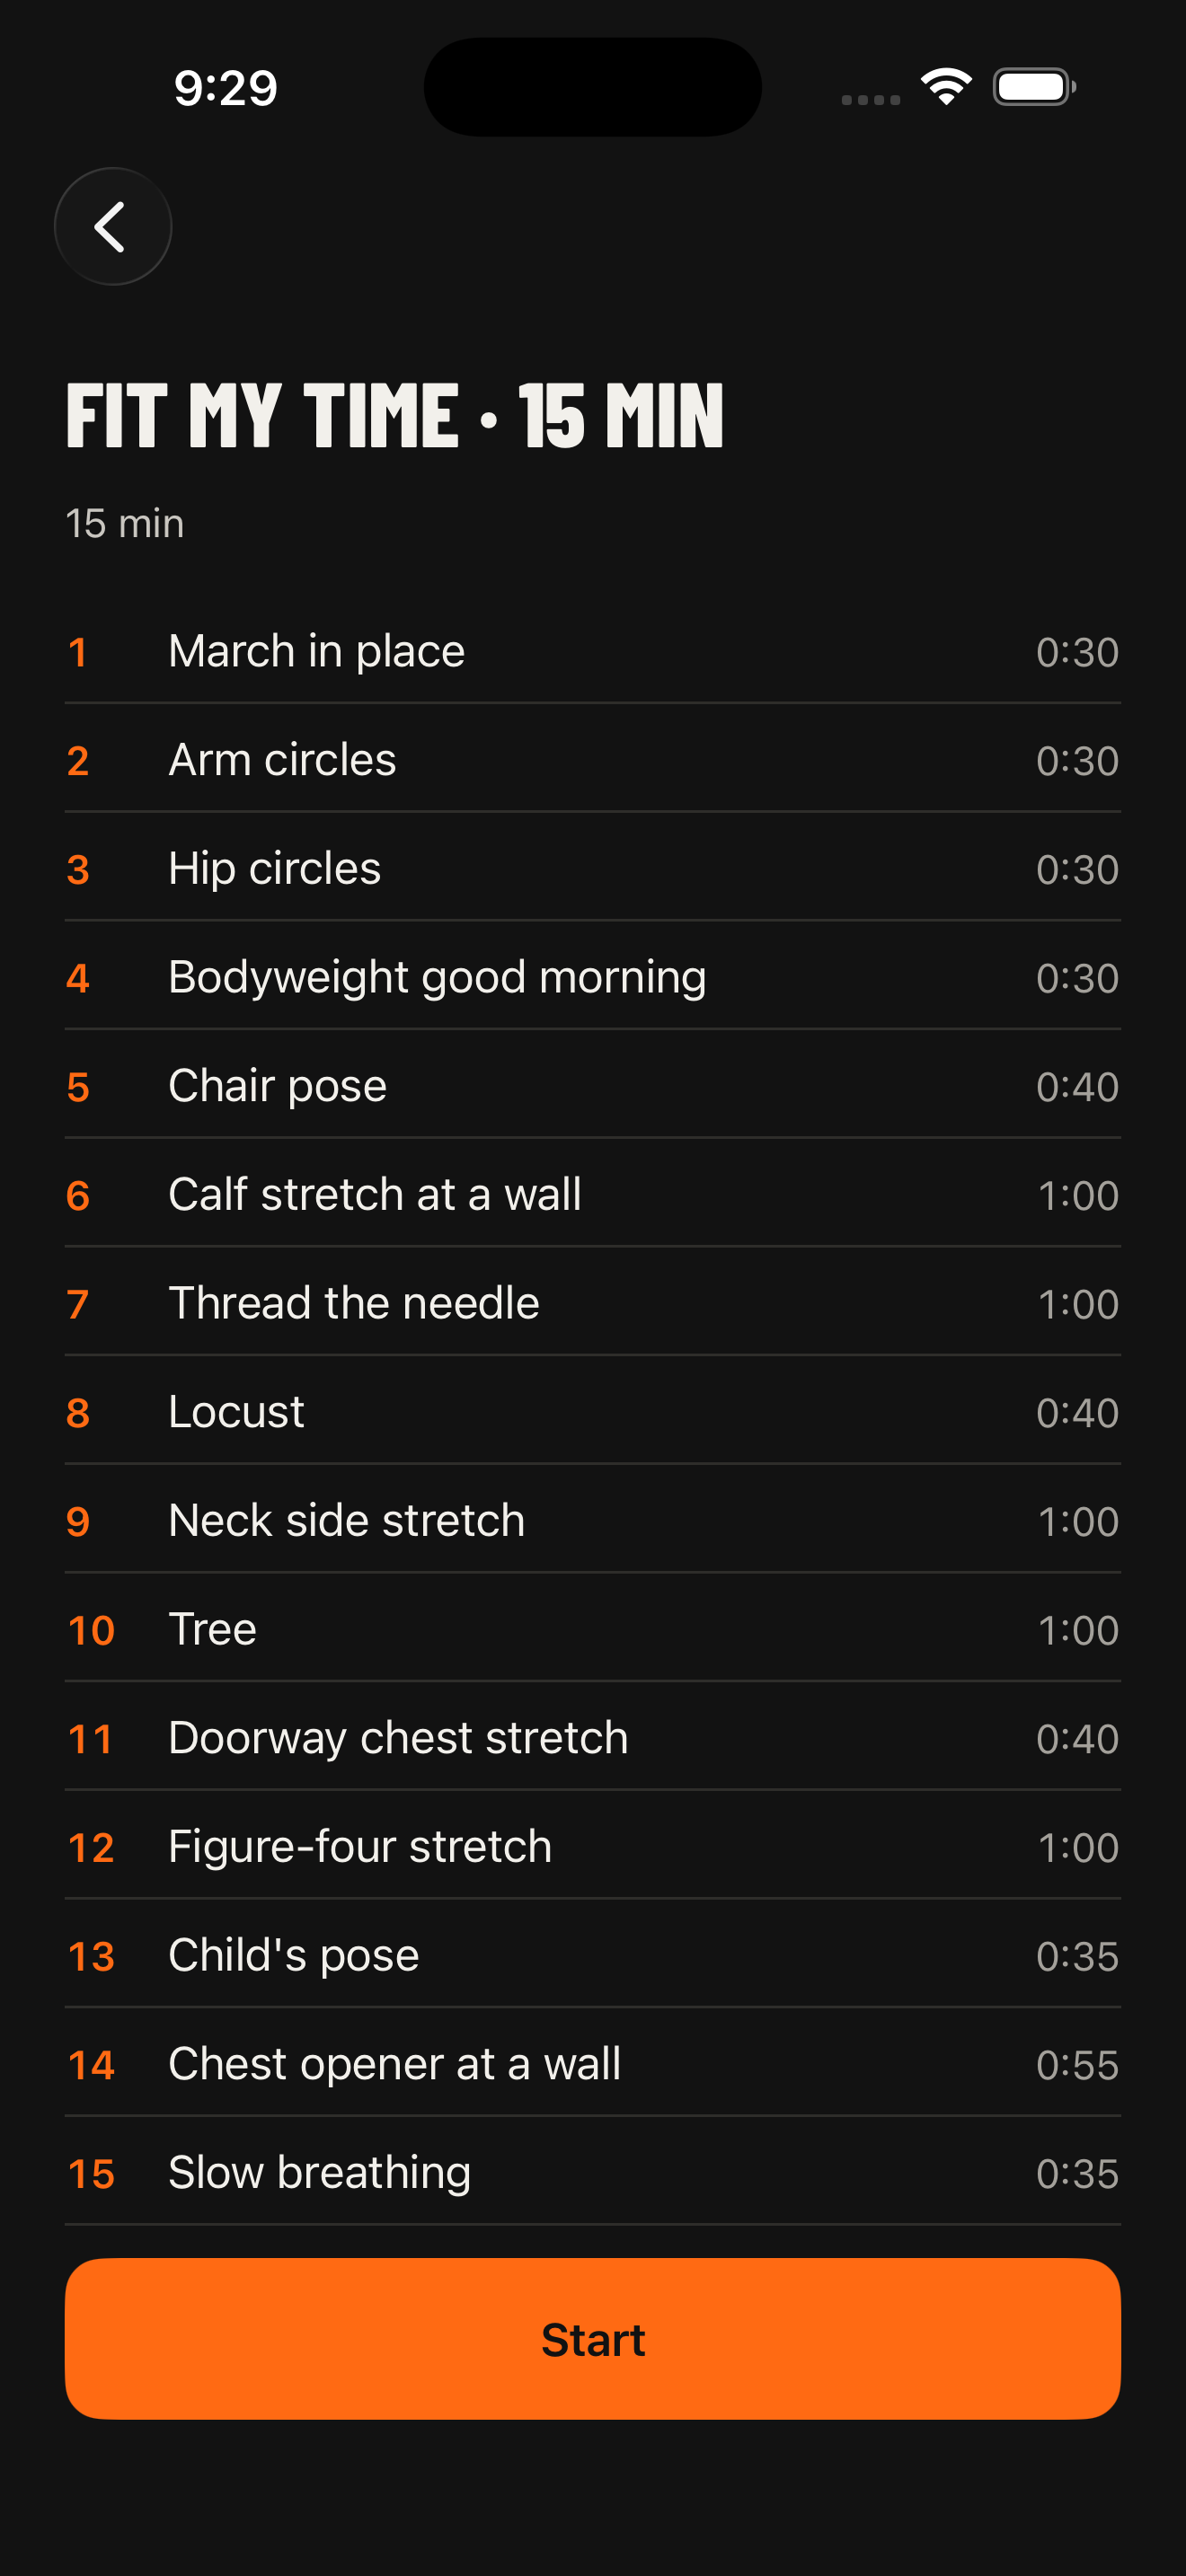 9:29
FIT MY TIME · 15 MIN
15 min
1 March in place 0:30
2 Arm circles 0:30
3 Hip circles 0:30
4 Bodyweight good morning 0:30
5 Chair pose 0:40
6 Calf stretch at a wall 1:00
7 Thread the needle 1:00
8 Locust 0:40
9 Neck side stretch 1:00
10 Tree 1:00
11 Doorway chest stretch 0:40
12 Figure-four stretch 1:00
13 Child's pose 0:35
14 Chest opener at a wall 0:55
15 Slow breathing 0:35
Start